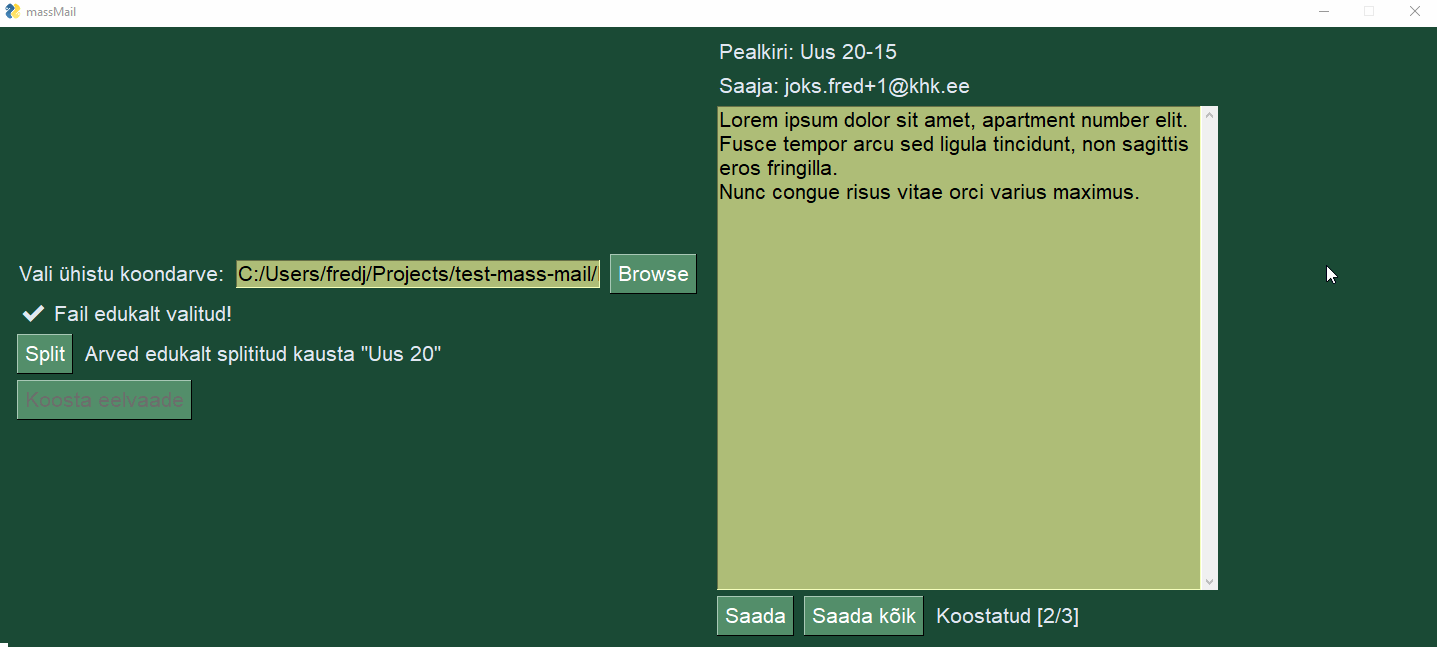 massMail
Vali ühistu koondarve: C:/Users/fredj/Projects/test-mass-mail/ Browse
✔ Fail edukalt valitud!
Split Arved edukalt splititud kausta "Uus 20"
Koosta eelvaade
Pealkiri: Uus 20-15
Saaja: joks.fred+1@khk.ee
Lorem ipsum dolor sit amet, apartment number elit.
Fusce tempor arcu sed ligula tincidunt, non sagittis
eros fringilla.
Nunc congue risus vitae orci varius maximus.
Saada Saada kõik Koostatud [2/3]